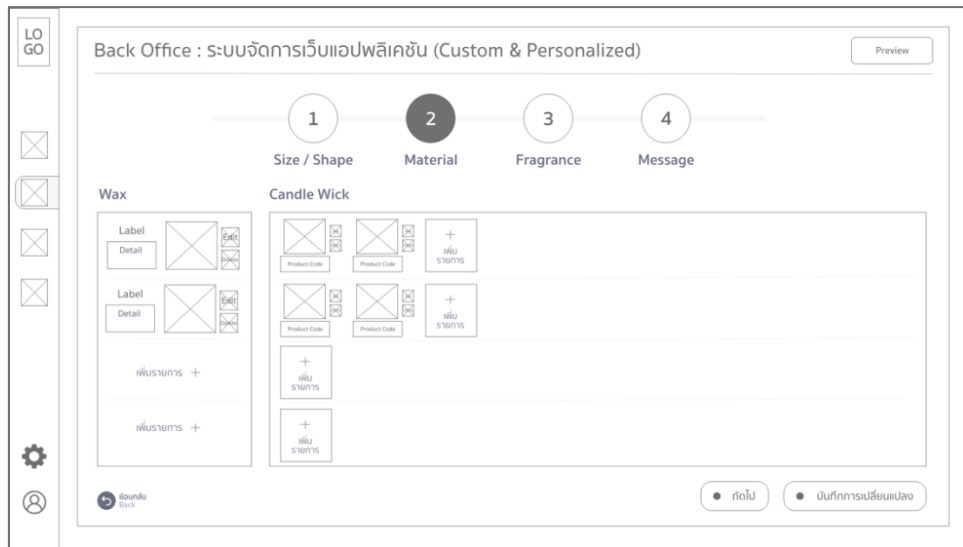 LO
GO
Back Office : ระบบจัดการเว็บแอปพลิเคชัน (Custom & Personalized)
Preview
1
2
3
4
Size / Shape
Material
Fragrance
Message
Wax
Candle Wick
Label
Detail
Edit
Delete
Product Code
Product Code
+
เพิ่ม
รายการ
Label
Detail
Edit
Delete
Product Code
Product Code
+
เพิ่ม
รายการ
เพิ่มรายการ +
+
เพิ่ม
รายการ
เพิ่มรายการ +
+
เพิ่ม
รายการ
ย้อนกลับ
Back
ถัดไป
บันทึกการเปลี่ยนแปลง